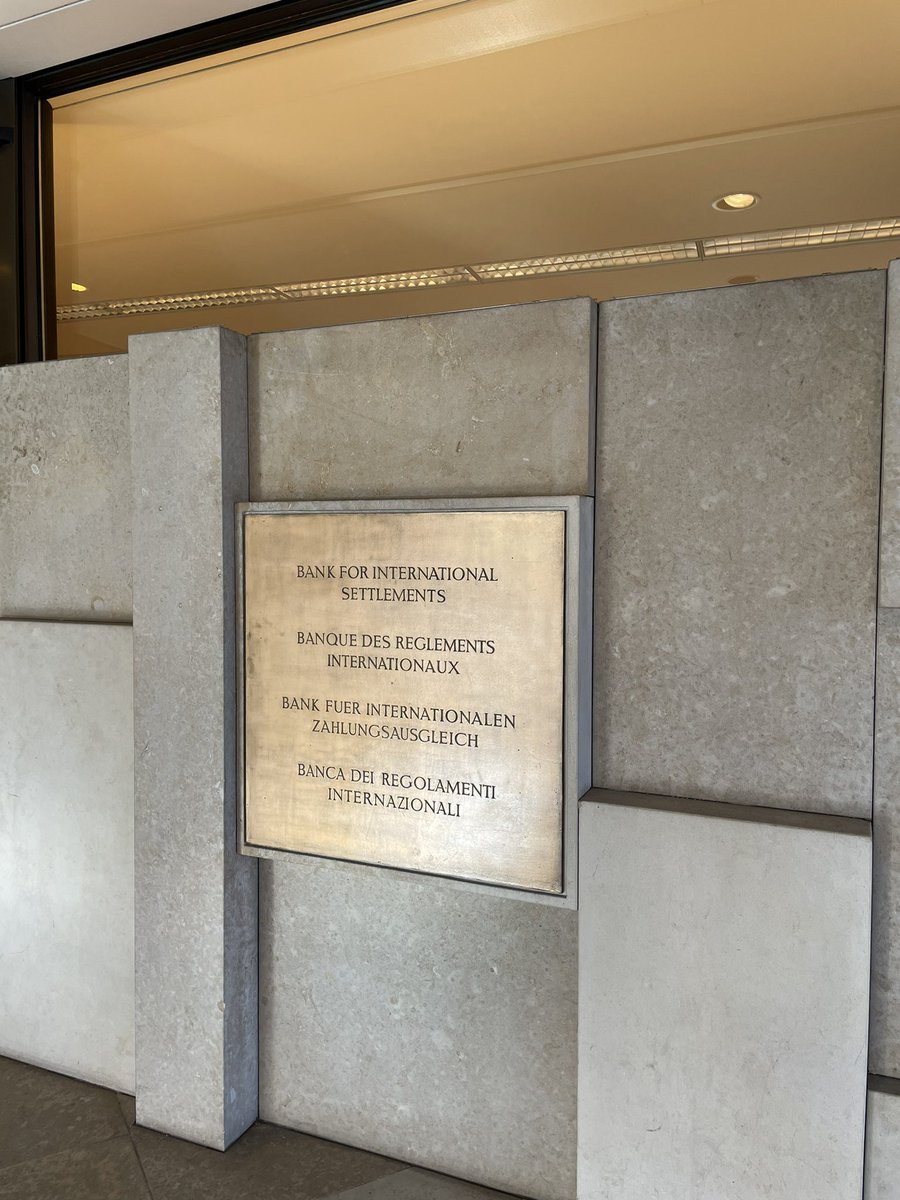 BANK FOR INTERNATIONAL
SETTLEMENTS
BANQUE DES REGLEMENTS
INTERNATIONAUX
BANK FUER INTERNATIONALEN
ZAHLUNGSAUSGLEICH
BANCA DEI REGOLAMENTI
INTERNAZIONALI